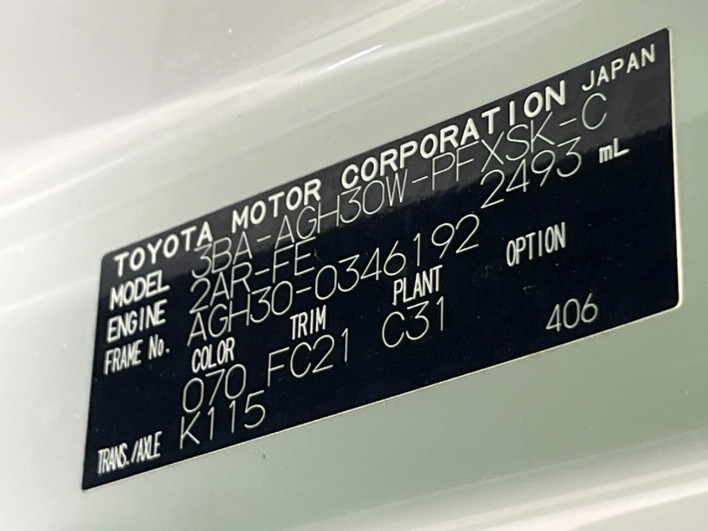 TOYOTA MOTOR CORPORATION JAPAN
MODEL 3BA-AGH30W-PFXSK-C
ENGINE 2AR-FE 2493 mL
FRAME No. AGH30-0346192
COLOR TRIM PLANT OPTION
070 FC21 C31 406
TRANS./AXLE K115